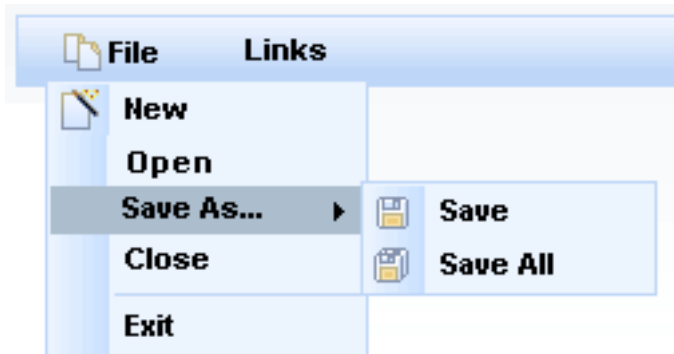 File Links
New
Open
Save As...
Save
Close
Save All
Exit